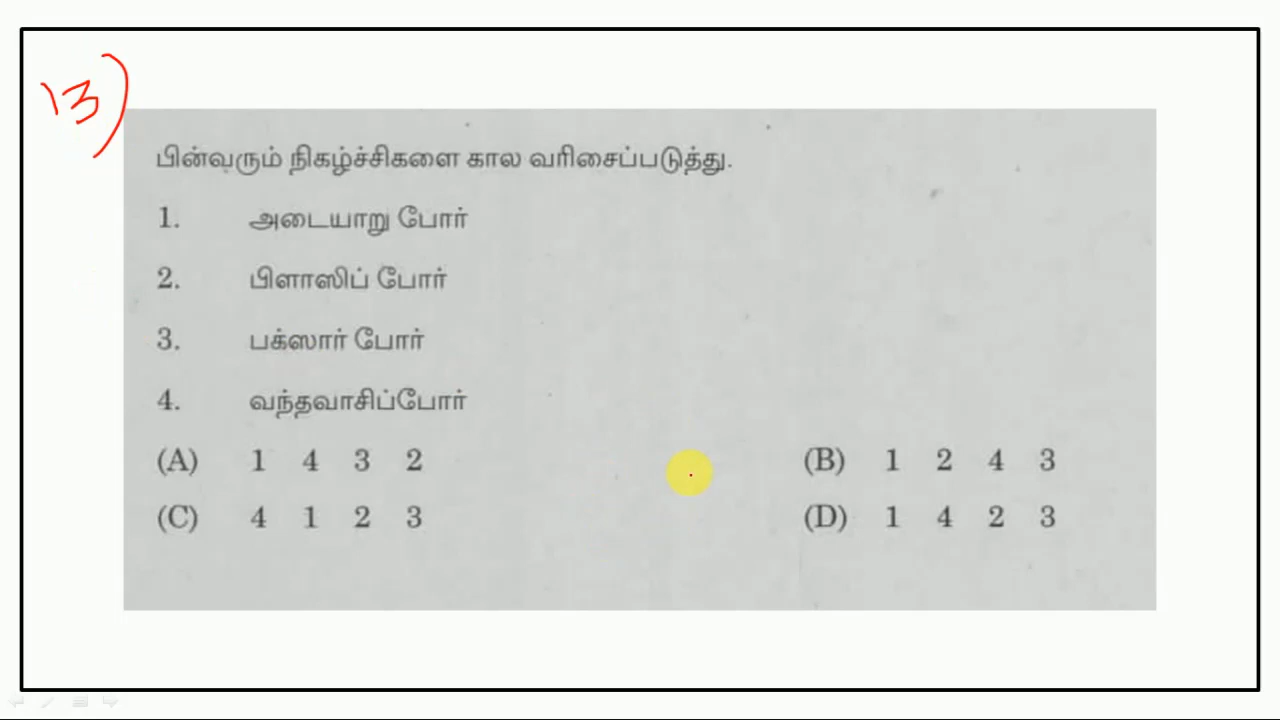 13)
பின்வரும் நிகழ்ச்சிகளை கால வரிசைப்படுத்து.
1. அடையாறு போர்
2. பிளாஸிப் போர்
3. பக்ஸார் போர்
4. வந்தவாசிப்போர்
(A) 1 4 3 2 (B) 1 2 4 3
(C) 4 1 2 3 (D) 1 4 2 3